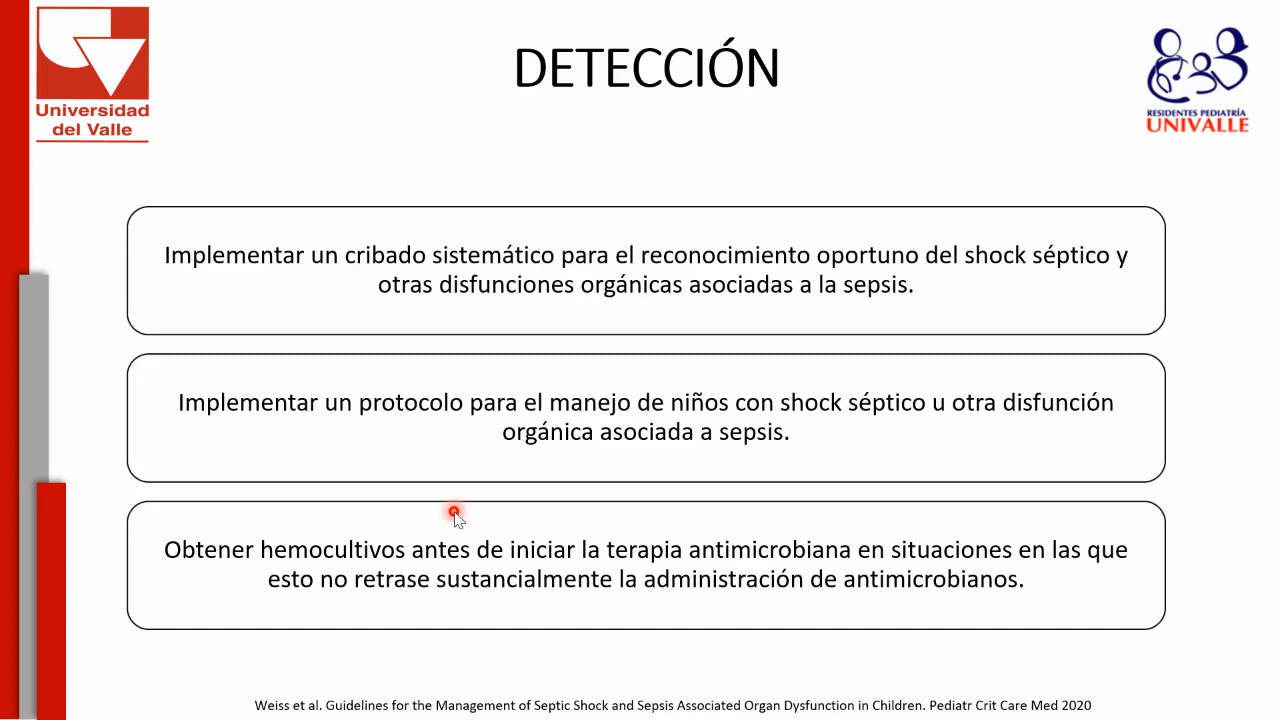 Universidad
del Valle
DETECCIÓN
RESIDENTES PEDIATRÍA
UNIVALLE
Implementar un cribado sistemático para el reconocimiento oportuno del shock séptico y
otras disfunciones orgánicas asociadas a la sepsis.
Implementar un protocolo para el manejo de niños con shock séptico u otra disfunción
orgánica asociada a sepsis.
Obtener hemocultivos antes de iniciar la terapia antimicrobiana en situaciones en las que
esto no retrase sustancialmente la administración de antimicrobianos.
Weiss et al. Guidelines for the Management of Septic Shock and Sepsis Associated Organ Dysfunction in Children. Pediatr Crit Care Med 2020